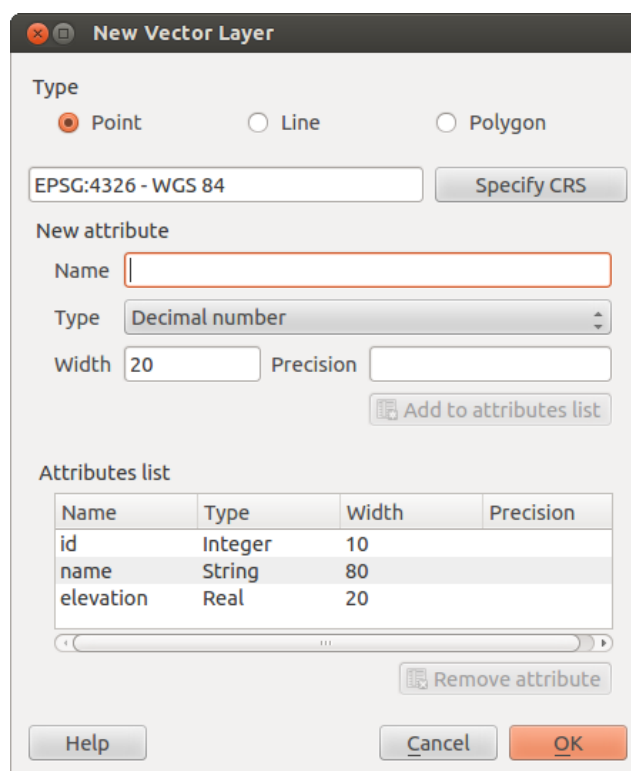 New Vector Layer
Type
Point Line Polygon
EPSG:4326 - WGS 84 Specify CRS
New attribute
Name
Type Decimal number
Width 20 Precision
Add to attributes list
Attributes list
Name Type Width Precision
id Integer 10
name String 80
elevation Real 20
Remove attribute
Help Cancel OK